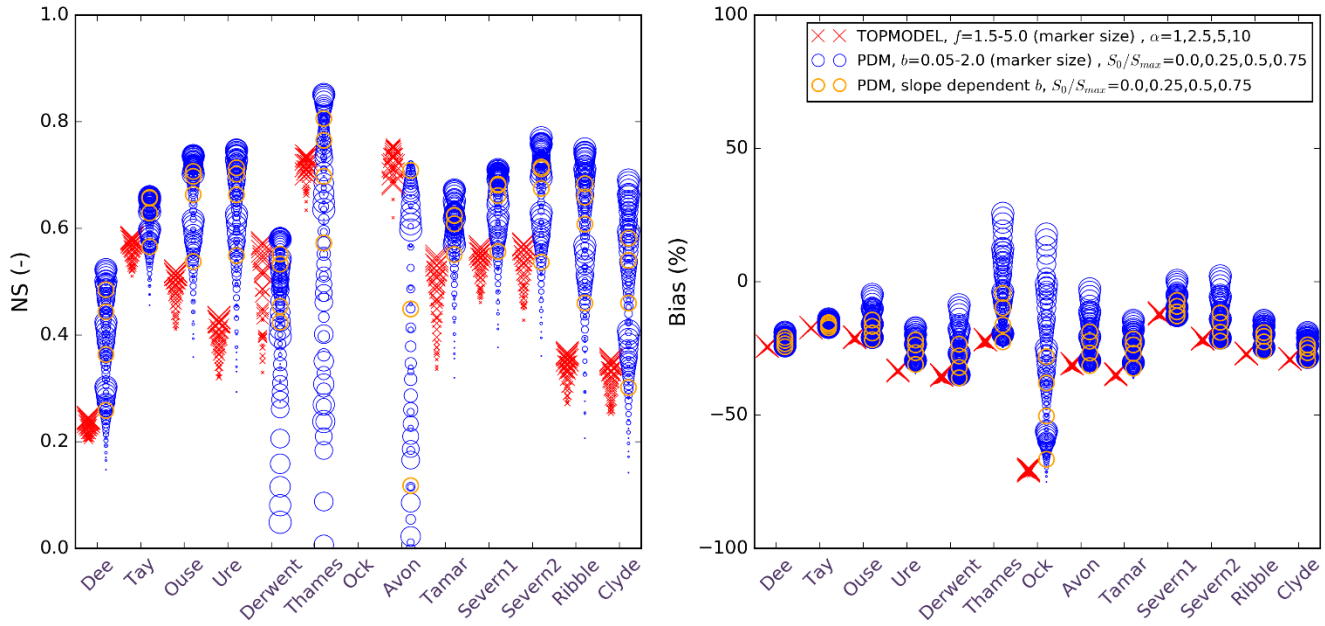 NS (-)
1.0
0.8
0.6
0.4
0.2
0.0
Dee
Tay
Ouse
Ure
Derwent
Thames
Ock
Avon
Tamar
Severn1
Severn2
Ribble
Clyde
Bias (%)
100
50
0
−50
−100
TOPMODEL, f=1.5-5.0 (marker size) , α=1,2.5,5,10
PDM, b=0.05-2.0 (marker size) , S0/Smax=0.0,0.25,0.5,0.75
PDM, slope dependent b, S0/Smax=0.0,0.25,0.5,0.75
Dee
Tay
Ouse
Ure
Derwent
Thames
Ock
Avon
Tamar
Severn1
Severn2
Ribble
Clyde